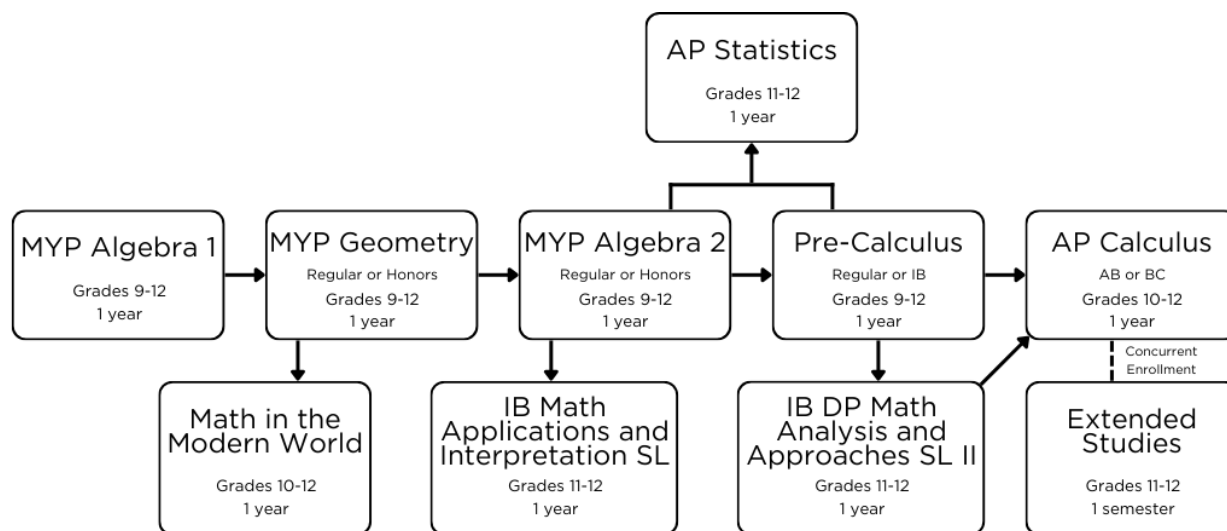 AP Statistics
Grades 11-12
1 year
MYP Algebra 1
Grades 9-12
1 year
MYP Geometry
Regular or Honors
Grades 9-12
1 year
MYP Algebra 2
Regular or Honors
Grades 9-12
1 year
Pre-Calculus
Regular or IB
Grades 9-12
1 year
AP Calculus
AB or BC
Grades 10-12
1 year
Concurrent
Enrollment
Math in the
Modern World
Grades 10-12
1 year
IB Math
Applications and
Interpretation SL
Grades 11-12
1 year
IB DP Math
Analysis and
Approaches SL II
Grades 11-12
1 year
Extended
Studies
Grades 11-12
1 semester